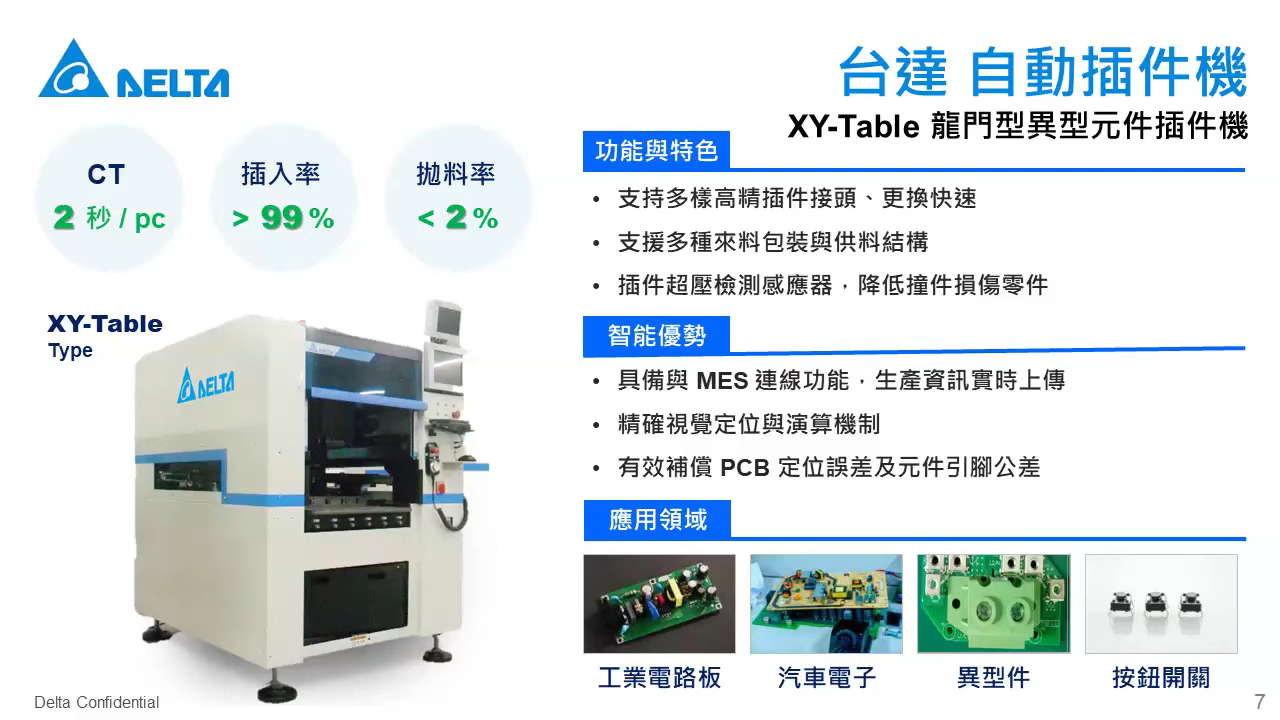 DELTA
台達 自動插件機
XY-Table 龍門型異型元件插件機
CT
2 秒 / pc
插入率
> 99 %
拋料率
< 2 %
XY-Table
Type
DELTA
功能與特色
• 支持多樣高精插件接頭、更換快速
• 支援多種來料包裝與供料結構
• 插件超壓檢測感應器，降低撞件損傷零件
智能優勢
• 具備與 MES 連線功能，生產資訊實時上傳
• 精確視覺定位與演算機制
• 有效補償 PCB 定位誤差及元件引腳公差
應用領域
工業電路板
汽車電子
異型件
按鈕開關
Delta Confidential
7